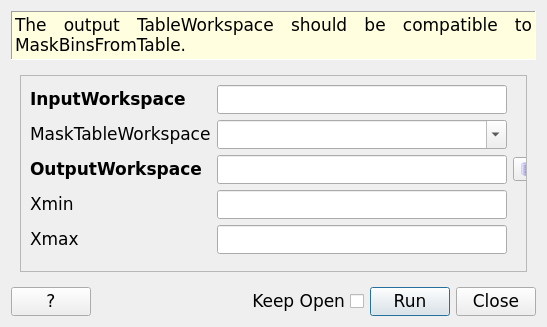 The output TableWorkspace should be compatible to
MaskBinsFromTable.
InputWorkspace
MaskTableWorkspace
OutputWorkspace
Xmin
Xmax
? Keep Open Run Close